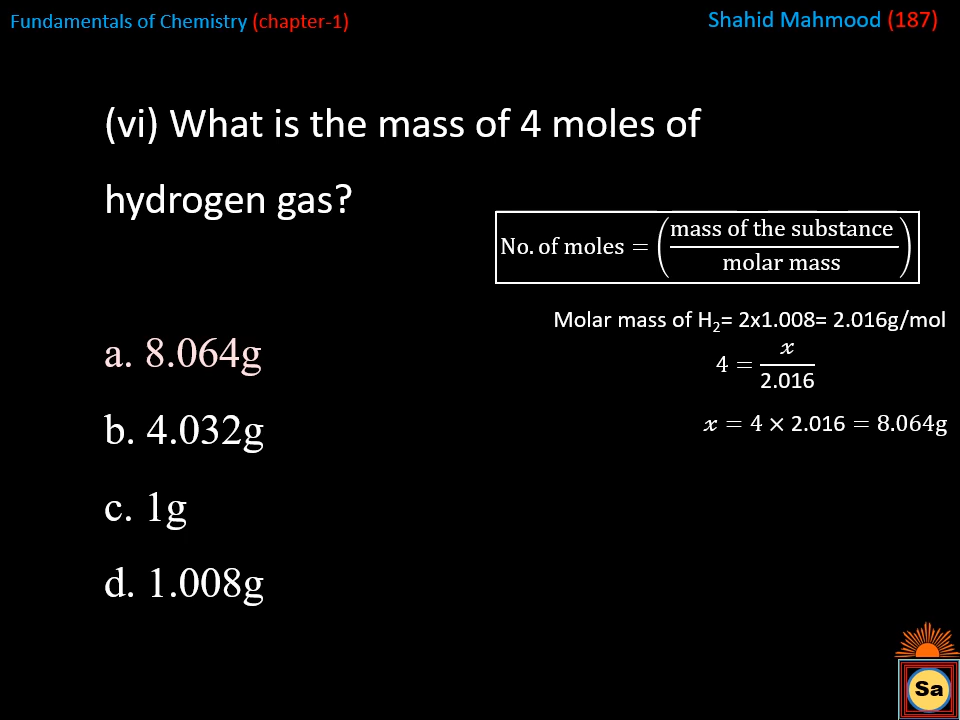 Fundamentals of Chemistry (chapter-1)
Shahid Mahmood (187)
(vi) What is the mass of 4 moles of
hydrogen gas?
No. of moles = (mass of the substance / molar mass)
Molar mass of H₂= 2x1.008= 2.016g/mol
4 = x / 2.016
x = 4 × 2.016 = 8.064g
a. 8.064g
b. 4.032g
c. 1g
d. 1.008g
Sa